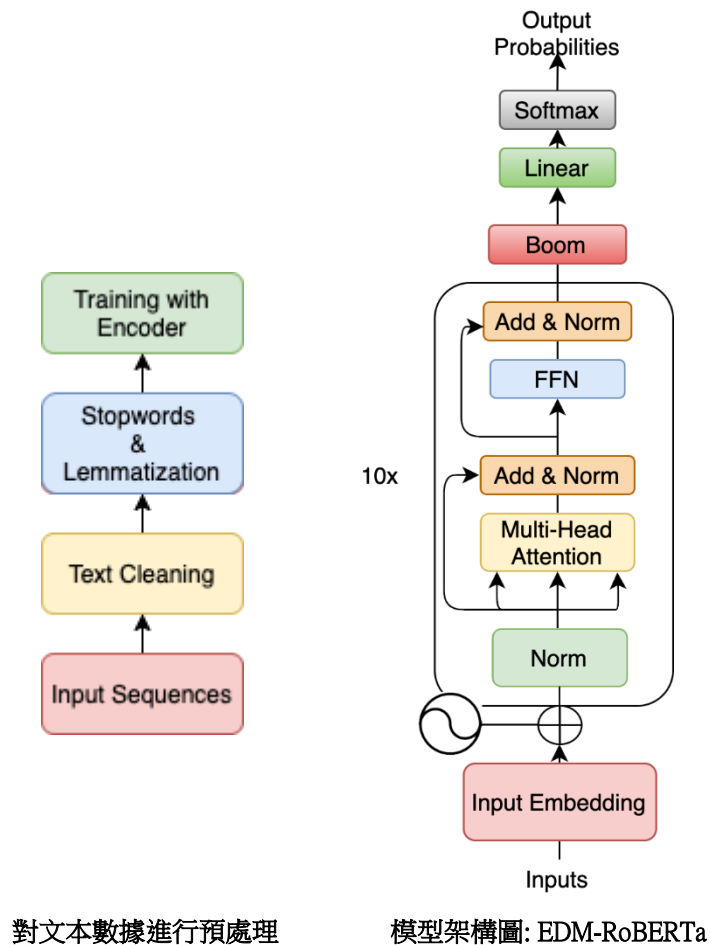 Training with
Encoder
Stopwords
&
Lemmatization
Text Cleaning
Input Sequences
對文本數據進行預處理
Output
Probabilities
Softmax
Linear
Boom
Add & Norm
FFN
10x
Add & Norm
Multi-Head
Attention
Norm
Input Embedding
Inputs
模型架構圖: EDM-RoBERTa